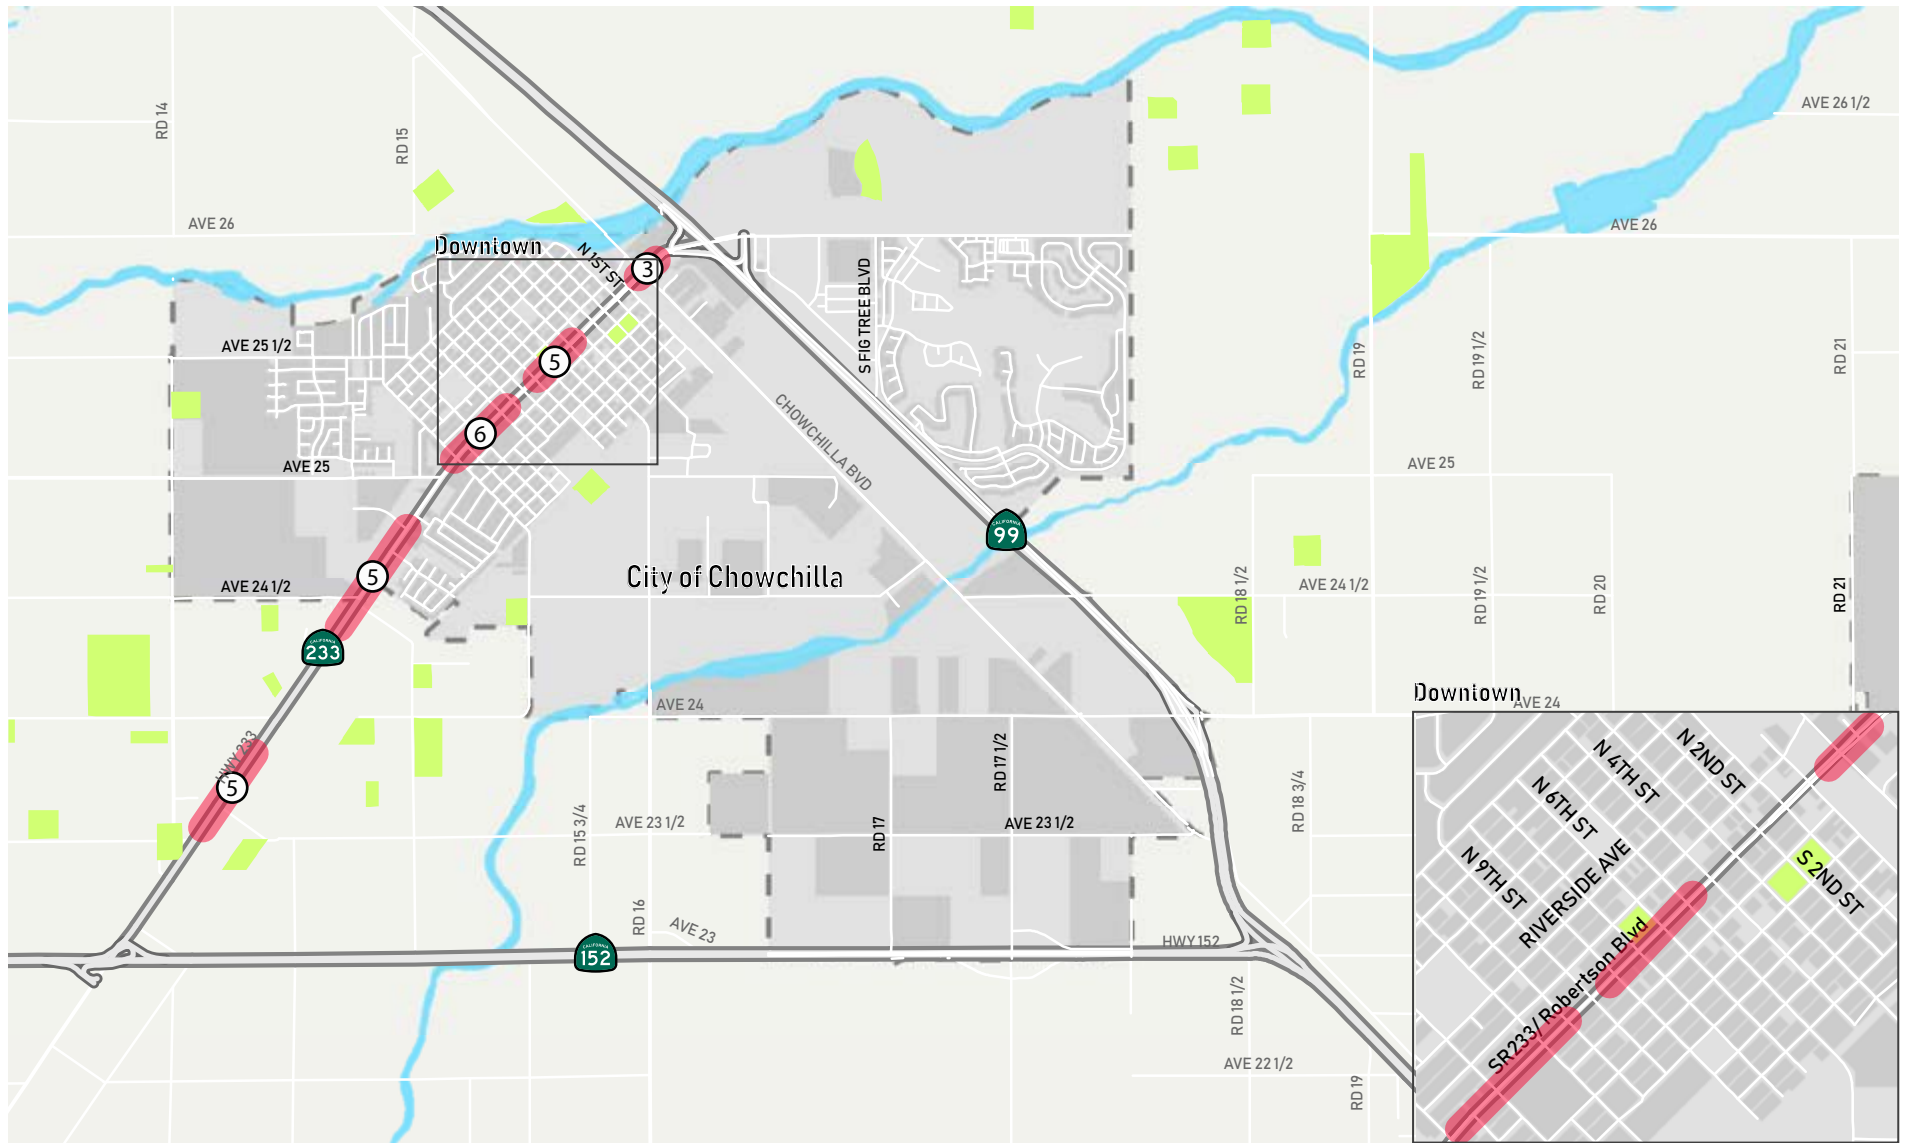 AVE 26 1/2
RD 14
RD 15
AVE 26
AVE 26
Downtown
N 1ST ST
3
S FIG TREE BLVD
AVE 25 1/2
5
RD 19
RD 19 1/2
RD 21
CHOWCHILLA BVD
6
AVE 25
AVE 25
CALIFORNIA
99
City of Chowchilla
5
AVE 24 1/2
RD 18 1/2
AVE 24 1/2
RD 19 1/2
RD 20
RD 21
CALIFORNIA
233
AVE 24
Downtown
AVE 24
HWY 233
5
RD 17 1/2
RD 18 3/4
RD 15 3/4
AVE 23 1/2
RD 17
AVE 23 1/2
RD 16
AVE 23
HWY 152
CALIFORNIA
152
RD 18 1/2
AVE 22 1/2
RD 19
N 2ND ST
N 4TH ST
N 6TH ST
N 9TH ST
RIVERSIDE AVE
S 2ND ST
SR233/ Robertson Blvd